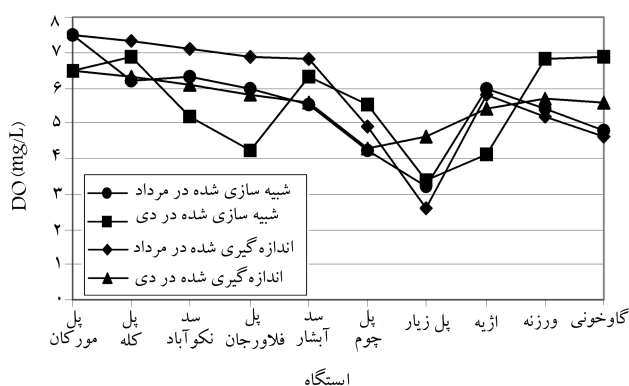 DO (mg/L)
۸
۷
۶
۵
۴
۳
۲
۱
۰
شبیه سازی شده در مرداد
شبیه سازی شده در دی
اندازه گیری شده در مرداد
اندازه گیری شده در دی
پل مورکان
پل کله
سد نکوآباد
پل فلاورجان
سد آبشار
پل چوم
پل زیار
اژیه
ورزنه
گاوخونی
ایستگاه